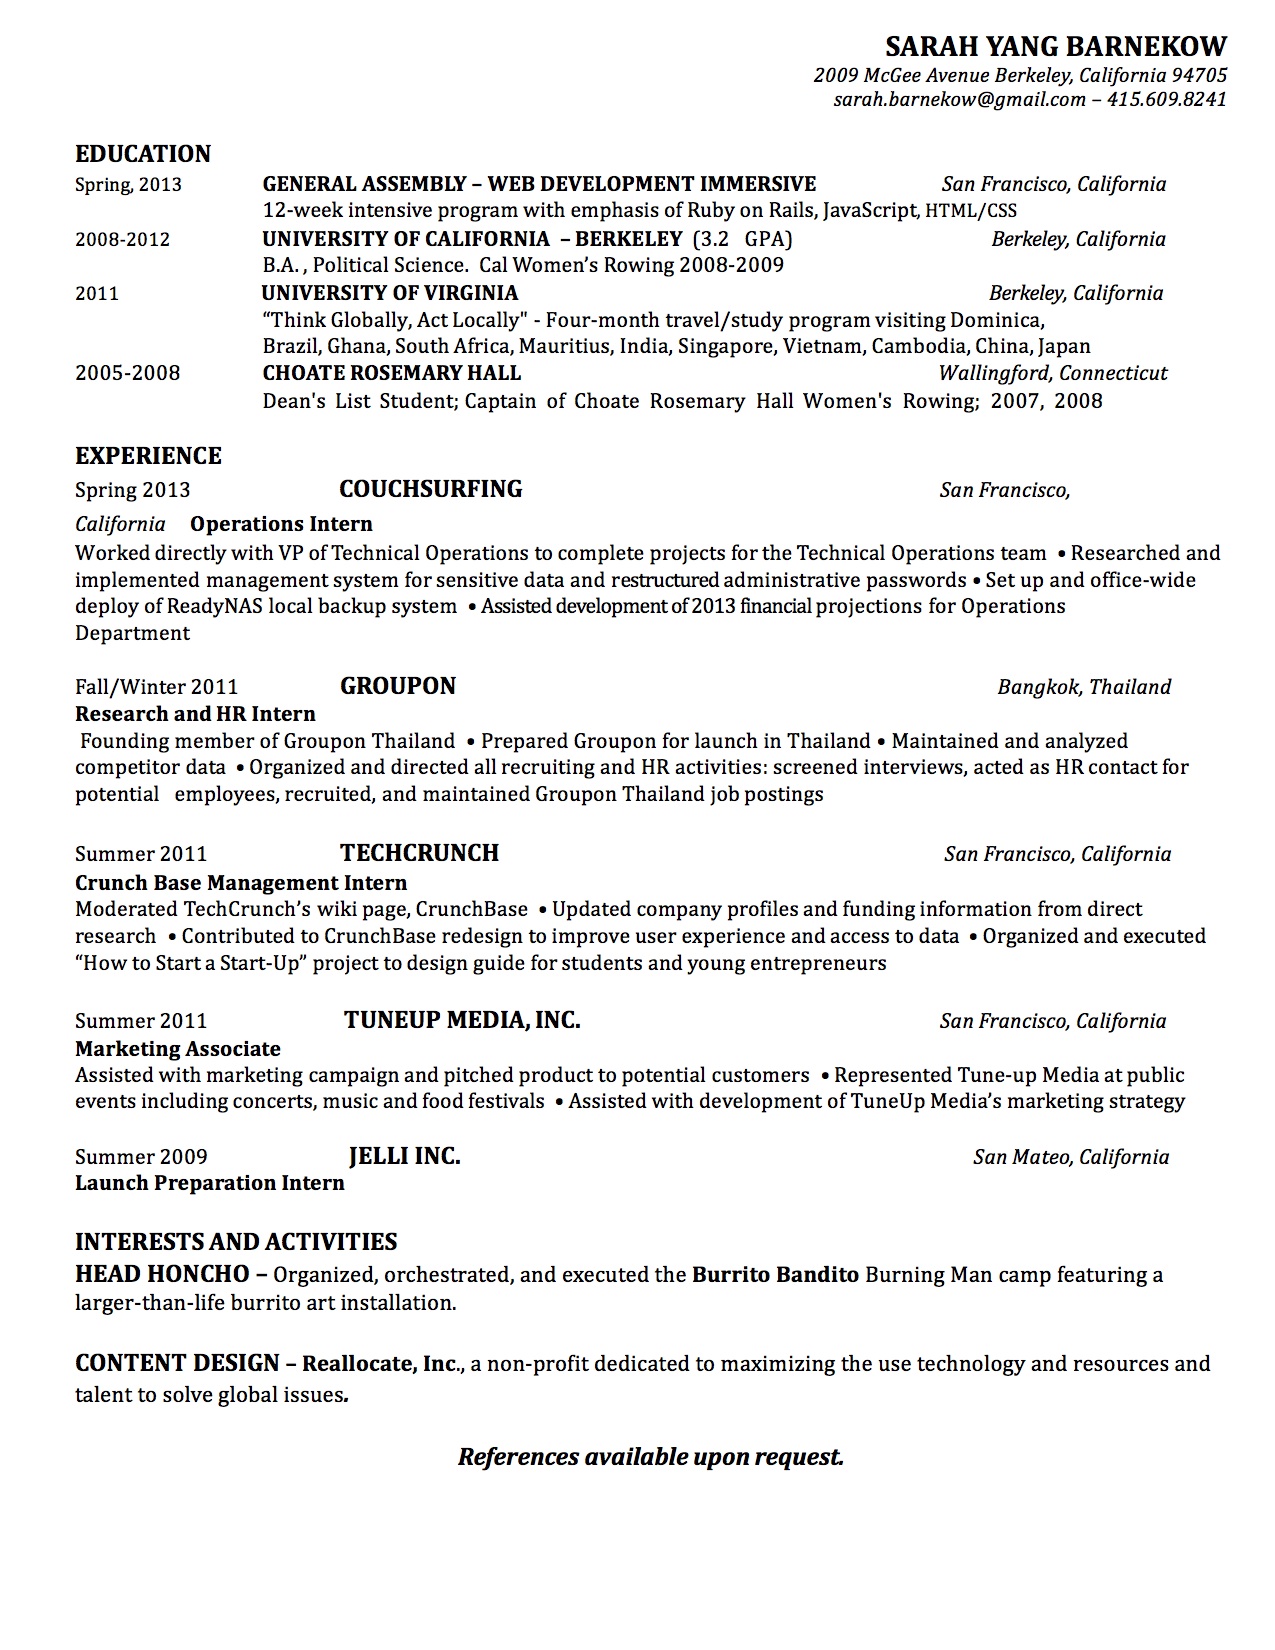 SARAH YANG BARNEKOW
2009 McGee Avenue Berkeley, California 94705
sarah.barnekow@gmail.com – 415.609.8241
EDUCATION
Spring, 2013 GENERAL ASSEMBLY – WEB DEVELOPMENT IMMERSIVE San Francisco, California
12-week intensive program with emphasis of Ruby on Rails, JavaScript, HTML/CSS
2008-2012 UNIVERSITY OF CALIFORNIA – BERKELEY (3.2 GPA) Berkeley, California
B.A. , Political Science. Cal Women’s Rowing 2008-2009
2011 UNIVERSITY OF VIRGINIA Berkeley, California
“Think Globally, Act Locally" - Four-month travel/study program visiting Dominica,
Brazil, Ghana, South Africa, Mauritius, India, Singapore, Vietnam, Cambodia, China, Japan
2005-2008 CHOATE ROSEMARY HALL Wallingford, Connecticut
Dean's List Student; Captain of Choate Rosemary Hall Women's Rowing; 2007, 2008
EXPERIENCE
Spring 2013 COUCHSURFING San Francisco,
California Operations Intern
Worked directly with VP of Technical Operations to complete projects for the Technical Operations team • Researched and
implemented management system for sensitive data and restructured administrative passwords • Set up and office-wide
deploy of ReadyNAS local backup system • Assisted development of 2013 financial projections for Operations
Department
Fall/Winter 2011 GROUPON Bangkok, Thailand
Research and HR Intern
Founding member of Groupon Thailand • Prepared Groupon for launch in Thailand • Maintained and analyzed
competitor data • Organized and directed all recruiting and HR activities: screened interviews, acted as HR contact for
potential employees, recruited, and maintained Groupon Thailand job postings
Summer 2011 TECHCRUNCH San Francisco, California
Crunch Base Management Intern
Moderated TechCrunch’s wiki page, CrunchBase • Updated company profiles and funding information from direct
research • Contributed to CrunchBase redesign to improve user experience and access to data • Organized and executed
“How to Start a Start-Up” project to design guide for students and young entrepreneurs
Summer 2011 TUNEUP MEDIA, INC. San Francisco, California
Marketing Associate
Assisted with marketing campaign and pitched product to potential customers • Represented Tune-up Media at public
events including concerts, music and food festivals • Assisted with development of TuneUp Media’s marketing strategy
Summer 2009 JELLI INC. San Mateo, California
Launch Preparation Intern
INTERESTS AND ACTIVITIES
HEAD HONCHO – Organized, orchestrated, and executed the Burrito Bandito Burning Man camp featuring a
larger-than-life burrito art installation.
CONTENT DESIGN – Reallocate, Inc., a non-profit dedicated to maximizing the use technology and resources and
talent to solve global issues.
References available upon request.